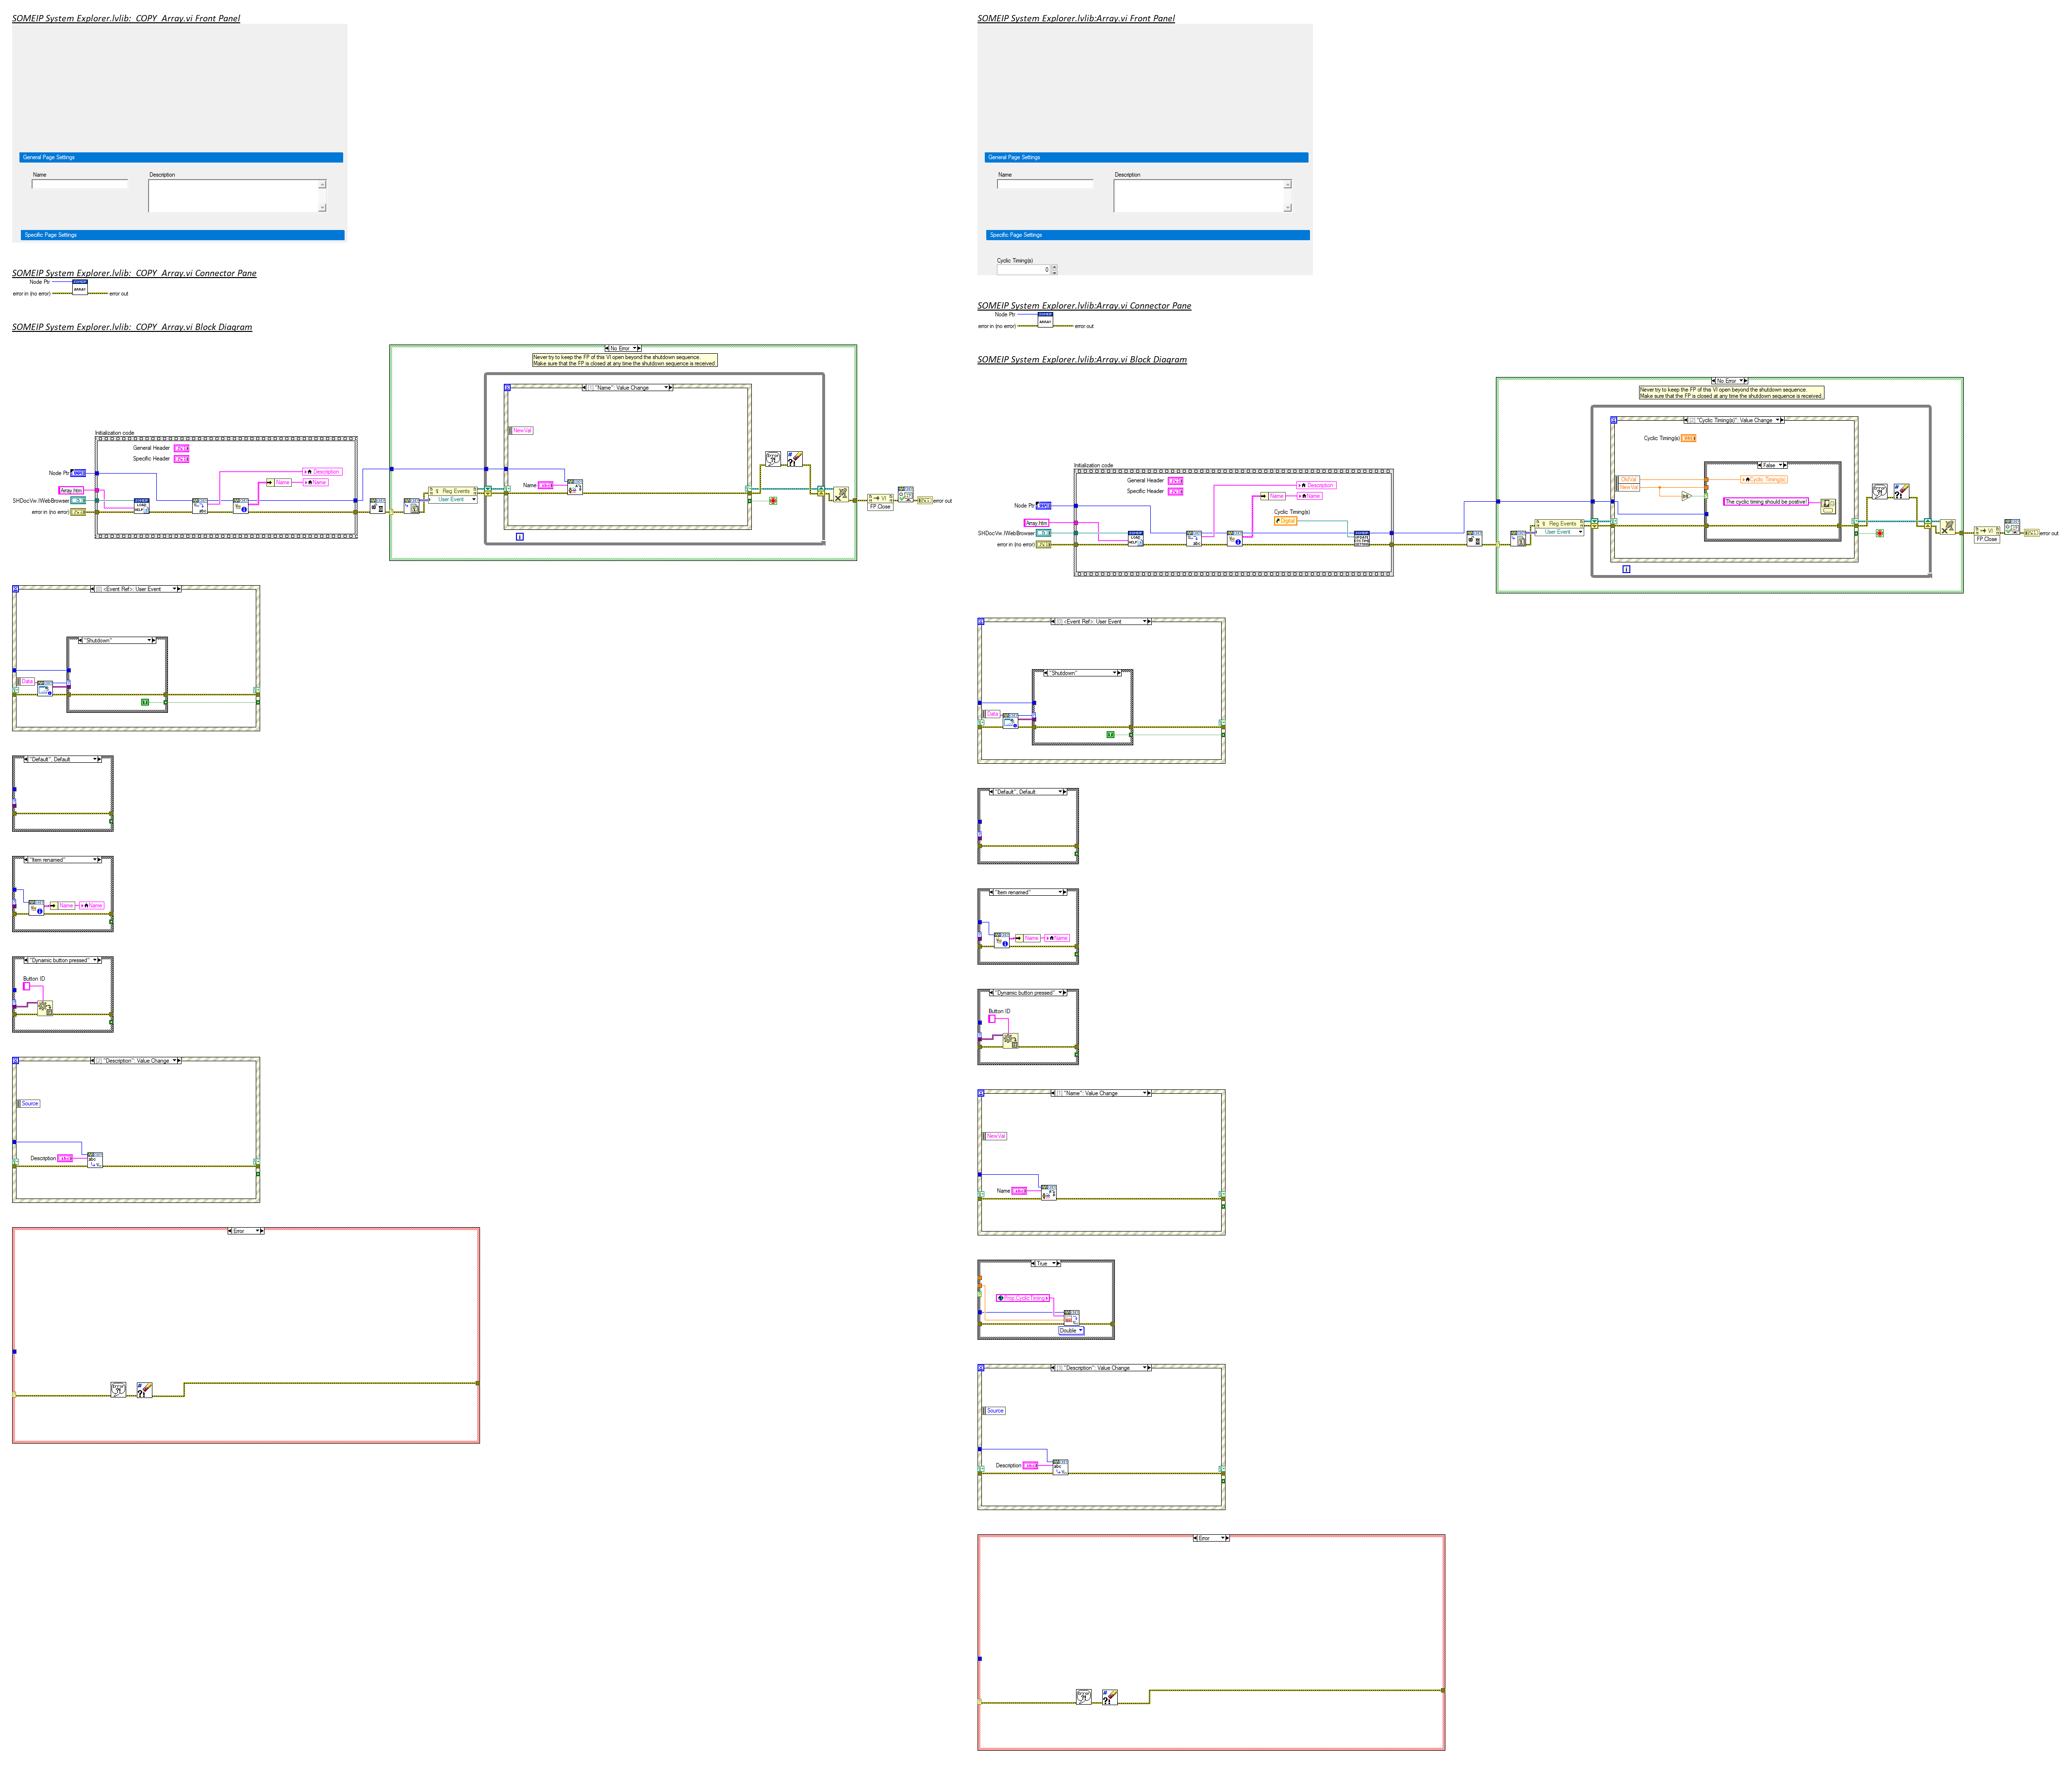 SOMEIP System Explorer.lvlib:_COPY_Array.vi Front Panel
General Page Settings
Name
Description
Specific Page Settings
SOMEIP System Explorer.lvlib:_COPY_Array.vi Connector Pane
Node Ptr
error in (no error)
error out
SOMEIP
ARRAY
SOMEIP System Explorer.lvlib:_COPY_Array.vi Block Diagram
No Error
Never try to keep the FP of this VI open beyond the shutdown sequence.
Make sure that the FP is closed at any time the shutdown sequence is received.
[1] "Name": Value Change
NewVal
Name
Initialization code
General Header
Specific Header
Node Ptr
Array.htm
SHDocVw.IWebBrowser
error in (no error)
LOAD
HELP
Description
Name
Name
Reg Events
User Event
VI
FP.Close
error out
[0] <Event Ref>: User Event
"Shutdown"
Data
"Default", Default
"Item renamed"
Name
Name
"Dynamic button pressed"
Button ID
[2] "Description": Value Change
Source
Description
Error
SOMEIP System Explorer.lvlib:Array.vi Front Panel
General Page Settings
Name
Description
Specific Page Settings
Cyclic Timing(s)
0
SOMEIP System Explorer.lvlib:Array.vi Connector Pane
Node Ptr
error in (no error)
error out
SOMEIP
ARRAY
SOMEIP System Explorer.lvlib:Array.vi Block Diagram
No Error
Never try to keep the FP of this VI open beyond the shutdown sequence.
Make sure that the FP is closed at any time the shutdown sequence is received.
[2] "Cyclic Timing(s)": Value Change
Cyclic Timing(s)
False
OldVal
NewVal
Cyclic Timing(s)
The cyclic timing should be postive!
Initialization code
General Header
Specific Header
Node Ptr
Array.htm
SHDocVw.IWebBrowser
error in (no error)
LOAD
HELP
Description
Name
Name
Cyclic Timing(s)
Digital
UPDATE
Reg Events
User Event
VI
FP.Close
error out
[0] <Event Ref>: User Event
"Shutdown"
Data
"Default", Default
"Item renamed"
Name
Name
"Dynamic button pressed"
Button ID
[1] "Name": Value Change
NewVal
Name
True
Prop.CyclicTiming
Double
[3] "Description": Value Change
Source
Description
Error